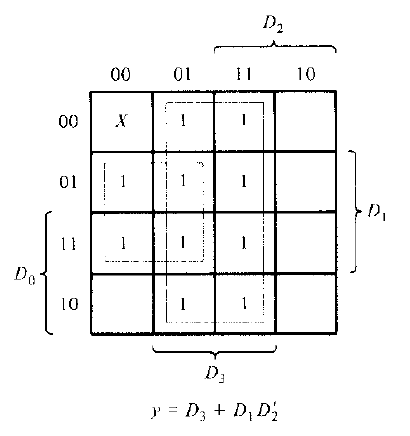 D₂
00 01 11 10
00 X 1 1
01 1 1 1
D₁
11 1 1 1
D₀
10 1 1
D₃
y = D₃ + D₁D₂′